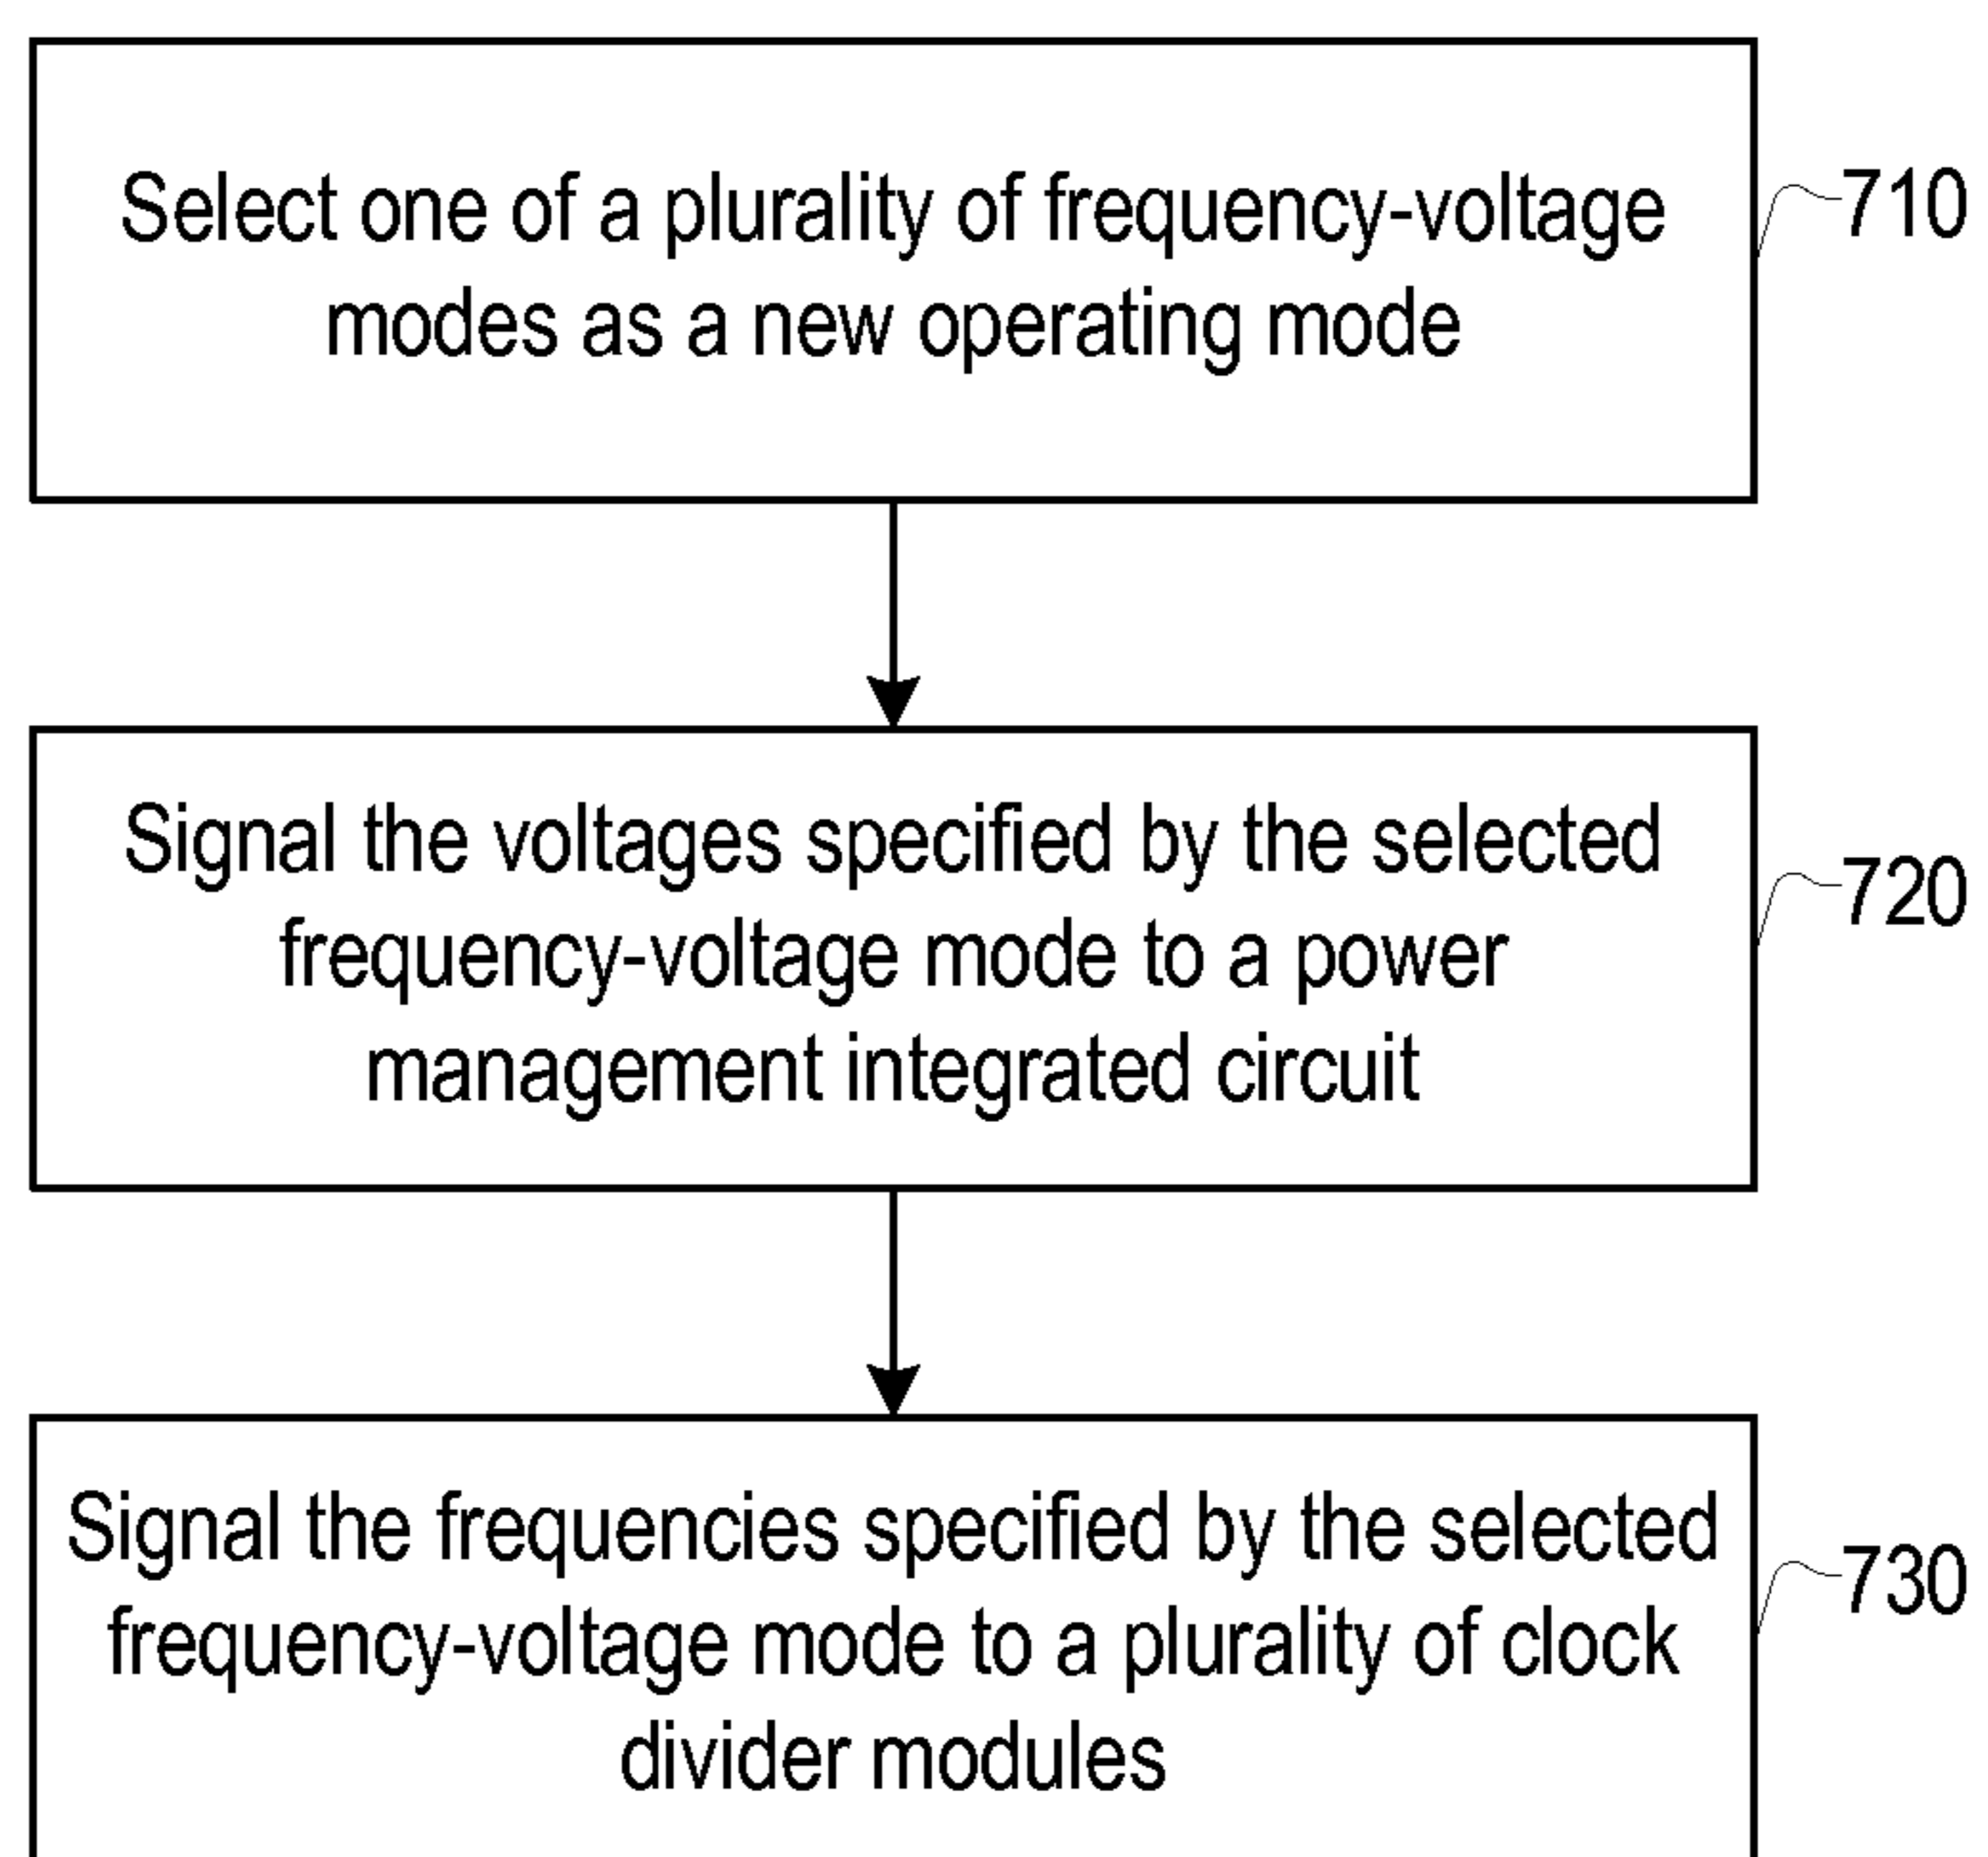 Select one of a plurality of frequency-voltage
modes as a new operating mode
710
Signal the voltages specified by the selected
frequency-voltage mode to a power
management integrated circuit
720
Signal the frequencies specified by the selected
frequency-voltage mode to a plurality of clock
divider modules
730